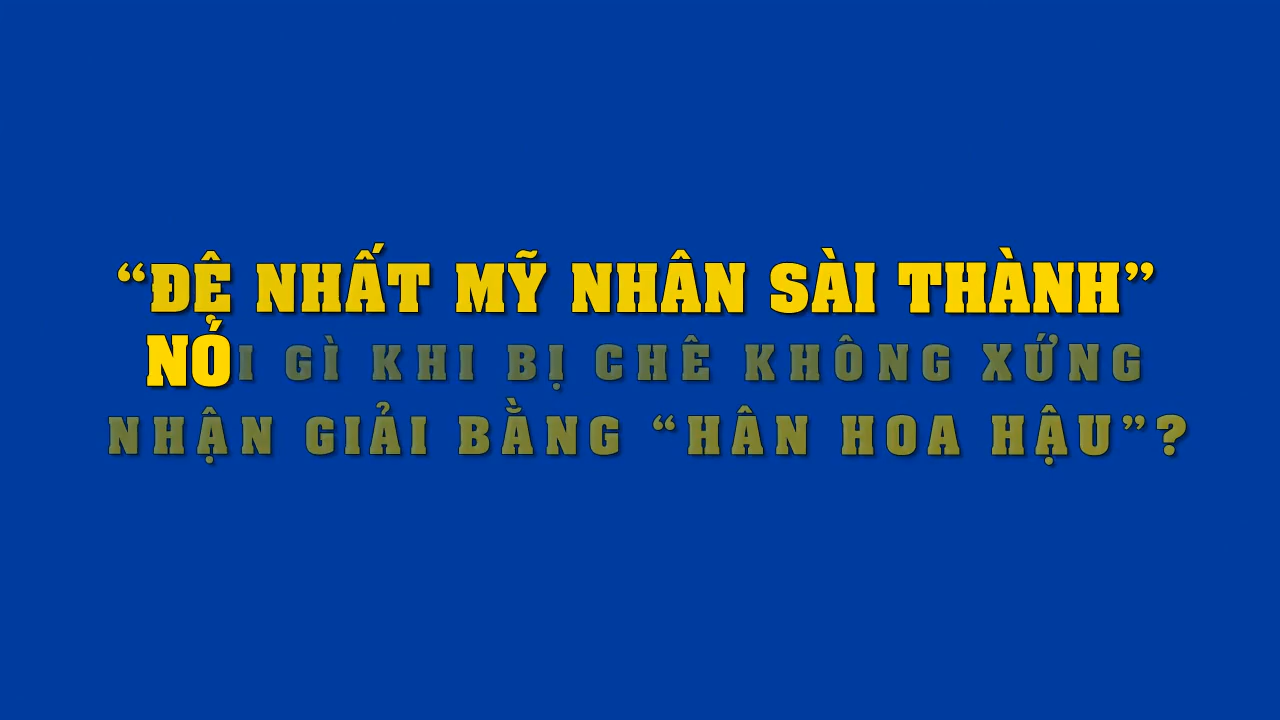 “ĐỆ NHẤT MỸ NHÂN SÀI THÀNH”
NÓI GÌ KHI BỊ CHÊ KHÔNG XỨNG
NHẬN GIẢI BẰNG “HÂN HOA HẬU”?